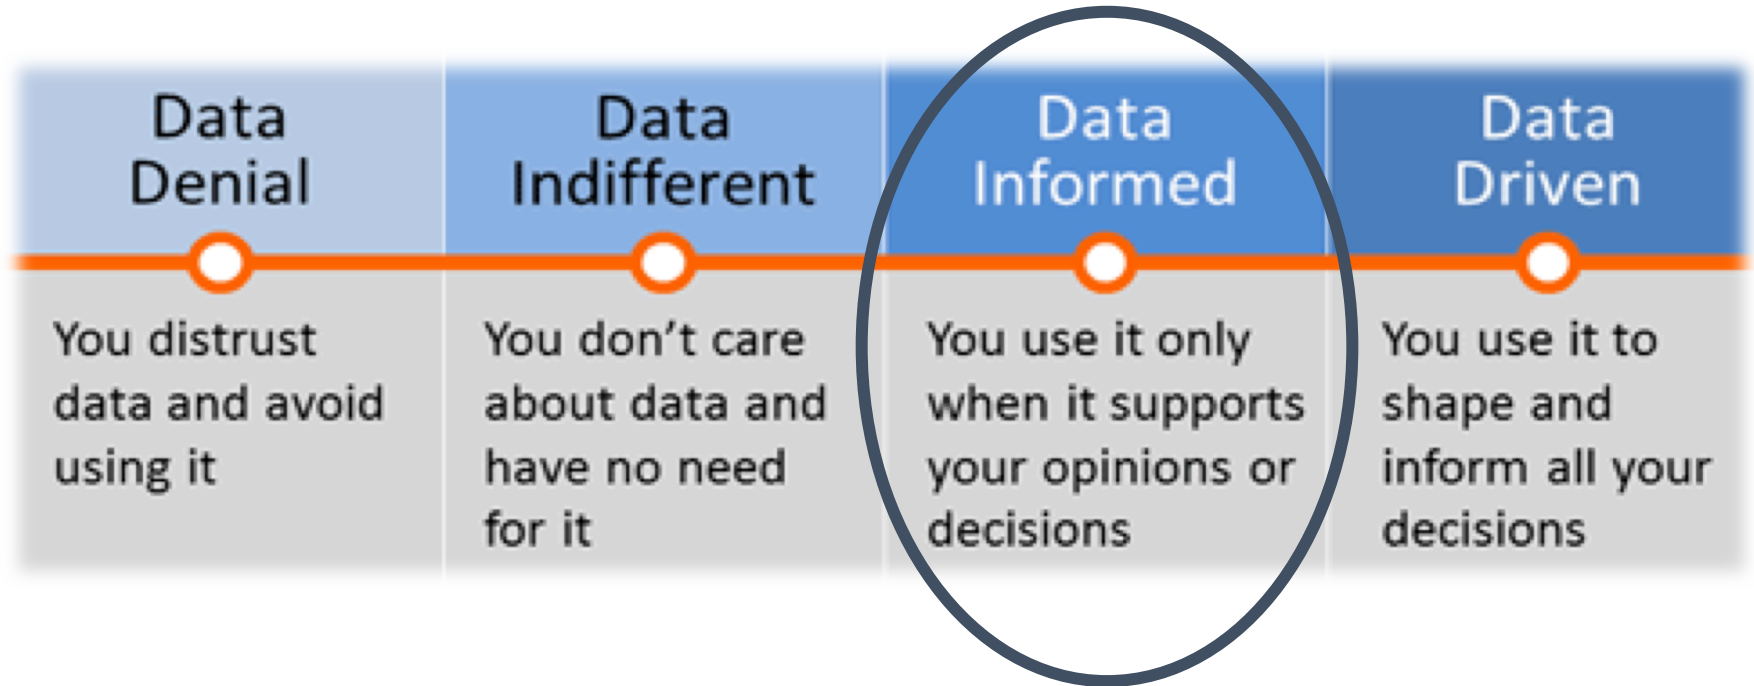 Data
Denial
Data
Indifferent
Data
Informed
Data
Driven
You distrust
data and avoid
using it
You don’t care
about data and
have no need
for it
You use it only
when it supports
your opinions or
decisions
You use it to
shape and
inform all your
decisions